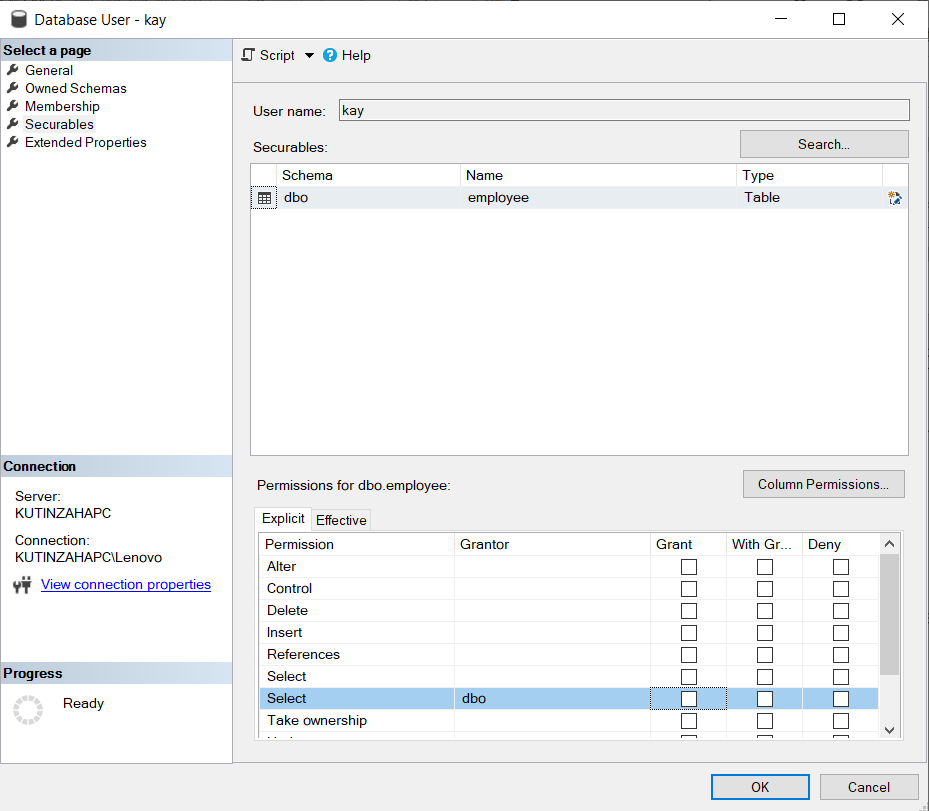 Database User - kay
Select a page
General
Owned Schemas
Membership
Securables
Extended Properties
Script
Help
User name: kay
Securables:
Search...
Schema Name Type
dbo employee Table
Permissions for dbo.employee:
Column Permissions...
Explicit Effective
Permission Grantor Grant With Gr... Deny
Alter
Control
Delete
Insert
References
Select
Select dbo
Take ownership
Connection
Server:
KUTINZAHAPC
Connection:
KUTINZAHAPC\Lenovo
View connection properties
Progress
Ready
OK
Cancel